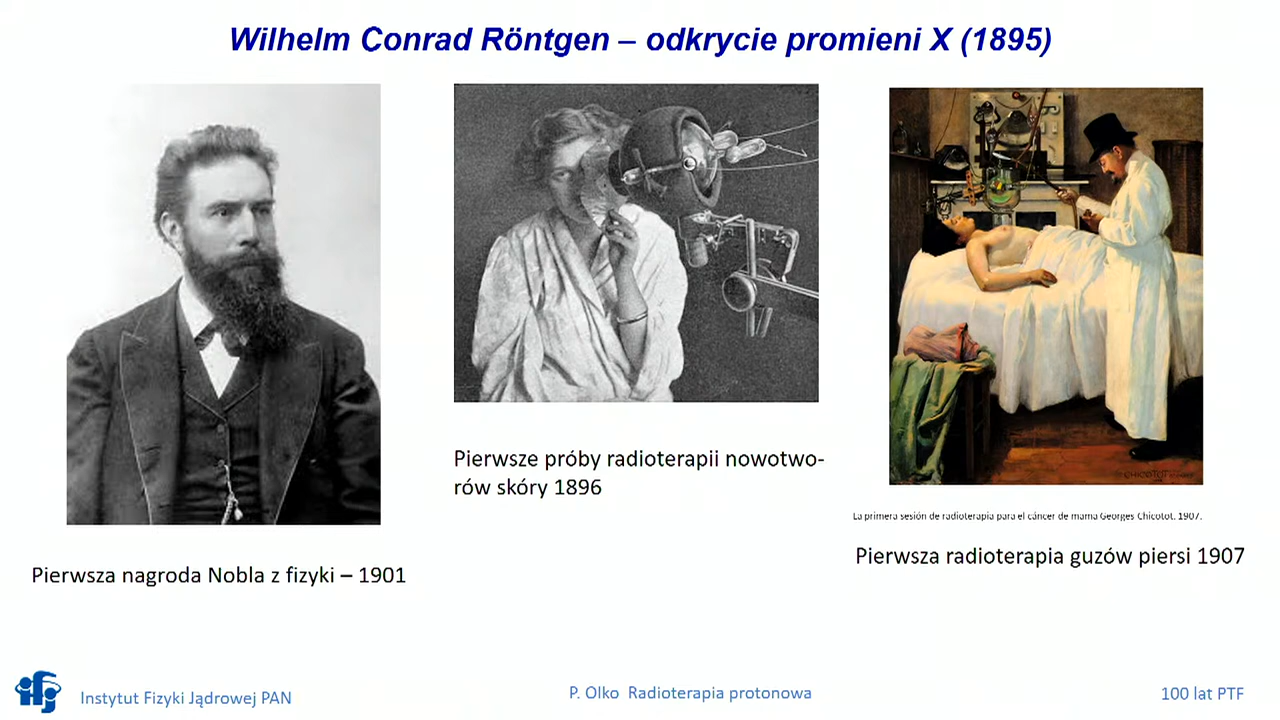 Wilhelm Conrad Röntgen – odkrycie promieni X (1895)
Pierwsze próby radioterapii nowotwo-
rów skóry 1896
CHICOTOT
La primera sesión de radioterapia para el cáncer de mama Georges Chicotot. 1907.
Pierwsza radioterapia guzów piersi 1907
Pierwsza nagroda Nobla z fizyki – 1901
ifj
Instytut Fizyki Jądrowej PAN
P. Olko Radioterapia protonowa
100 lat PTF